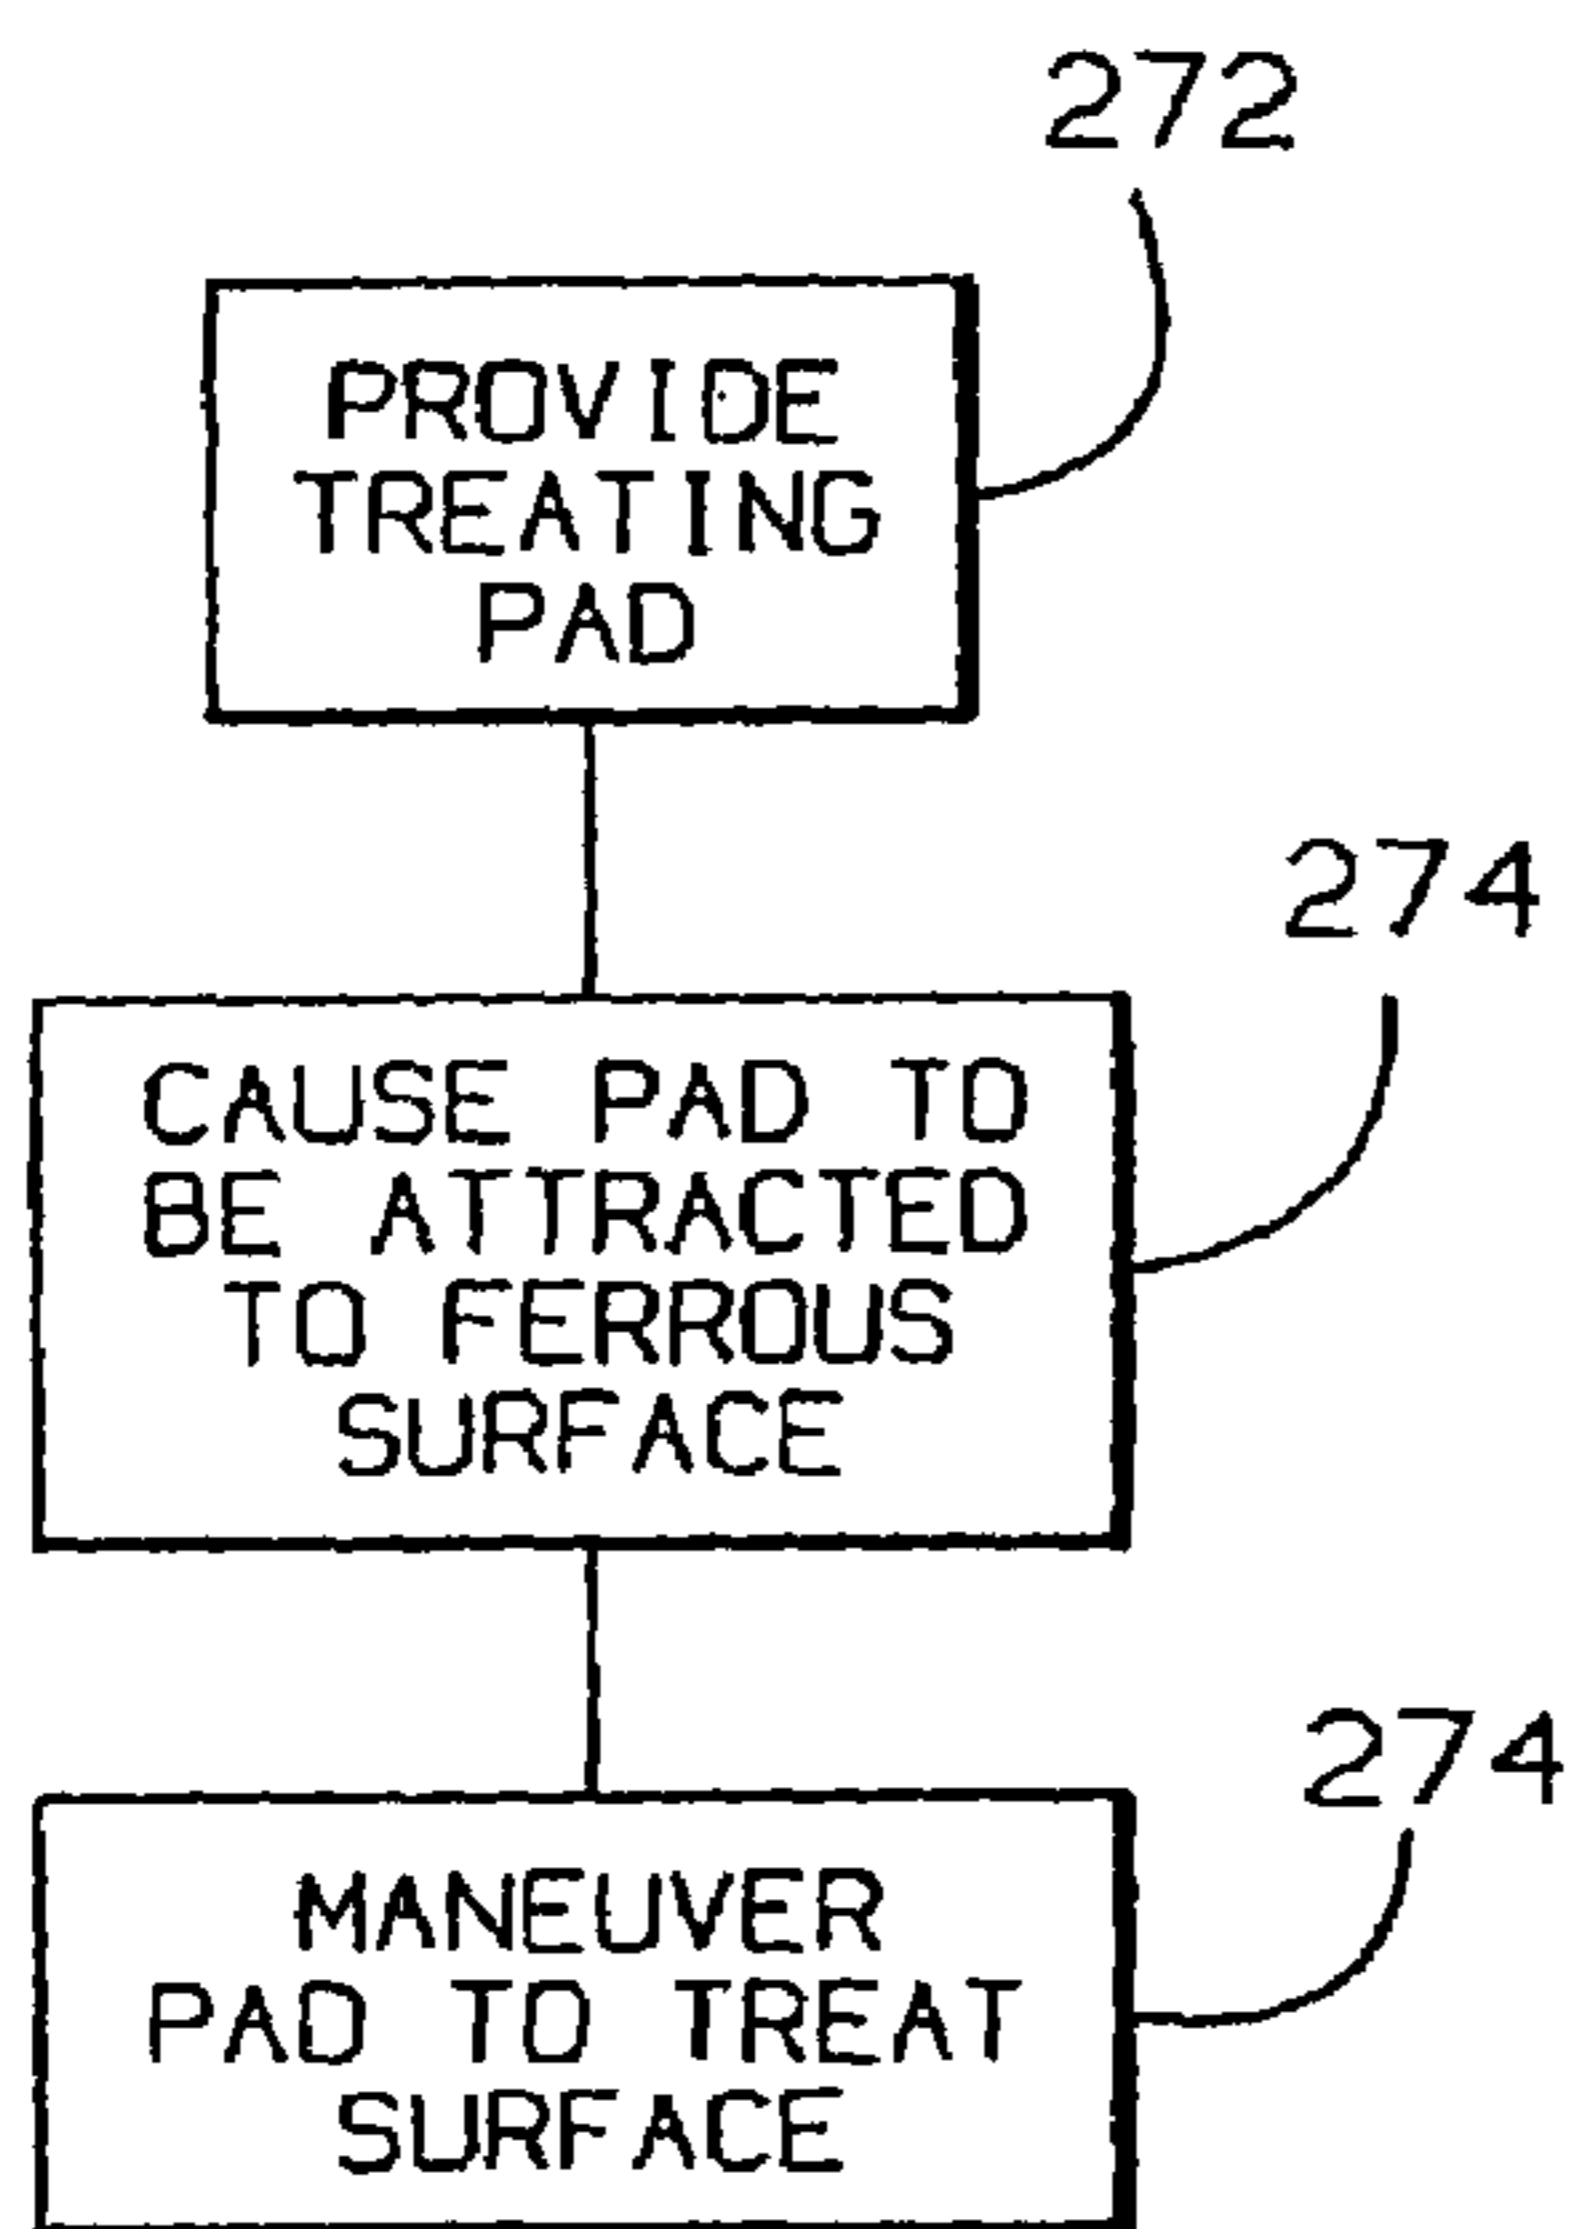 272
PROVIDE
TREATING
PAD
274
CAUSE PAD TO
BE ATTRACTED
TO FERROUS
SURFACE
274
MANEUVER
PAD TO TREAT
SURFACE